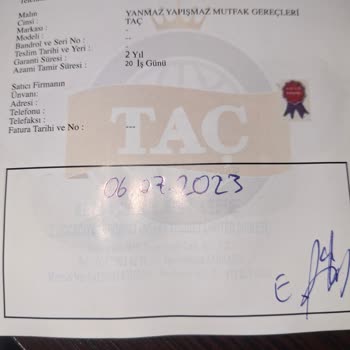 Malın
Cinsi : YANMAZ YAPIŞMAZ MUTFAK GEREÇLERİ
Markası : TAÇ
Modeli : -
Bandrol ve Seri No : --
Teslim Tarihi ve Yeri : -
Garanti Süresi : 2 Yıl
Azami Tamir Süresi : 20 İş Günü
Satıcı Firmanın
Ünvanı:
Adresi :
Telefonu :
Telefaksı :
Fatura Tarihi ve No : ---
TAÇ
06.07.2023